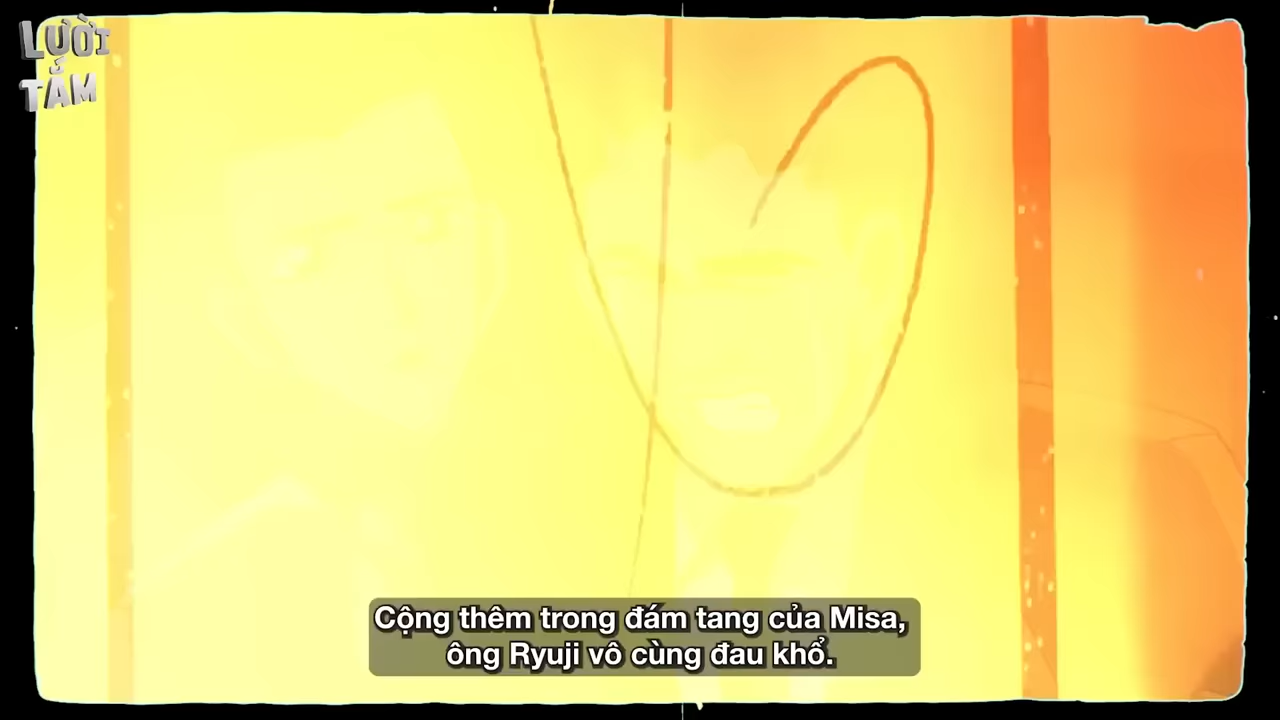 LƯỜI
TẮM
Cộng thêm trong đám tang của Misa,
ông Ryuji vô cùng đau khổ.